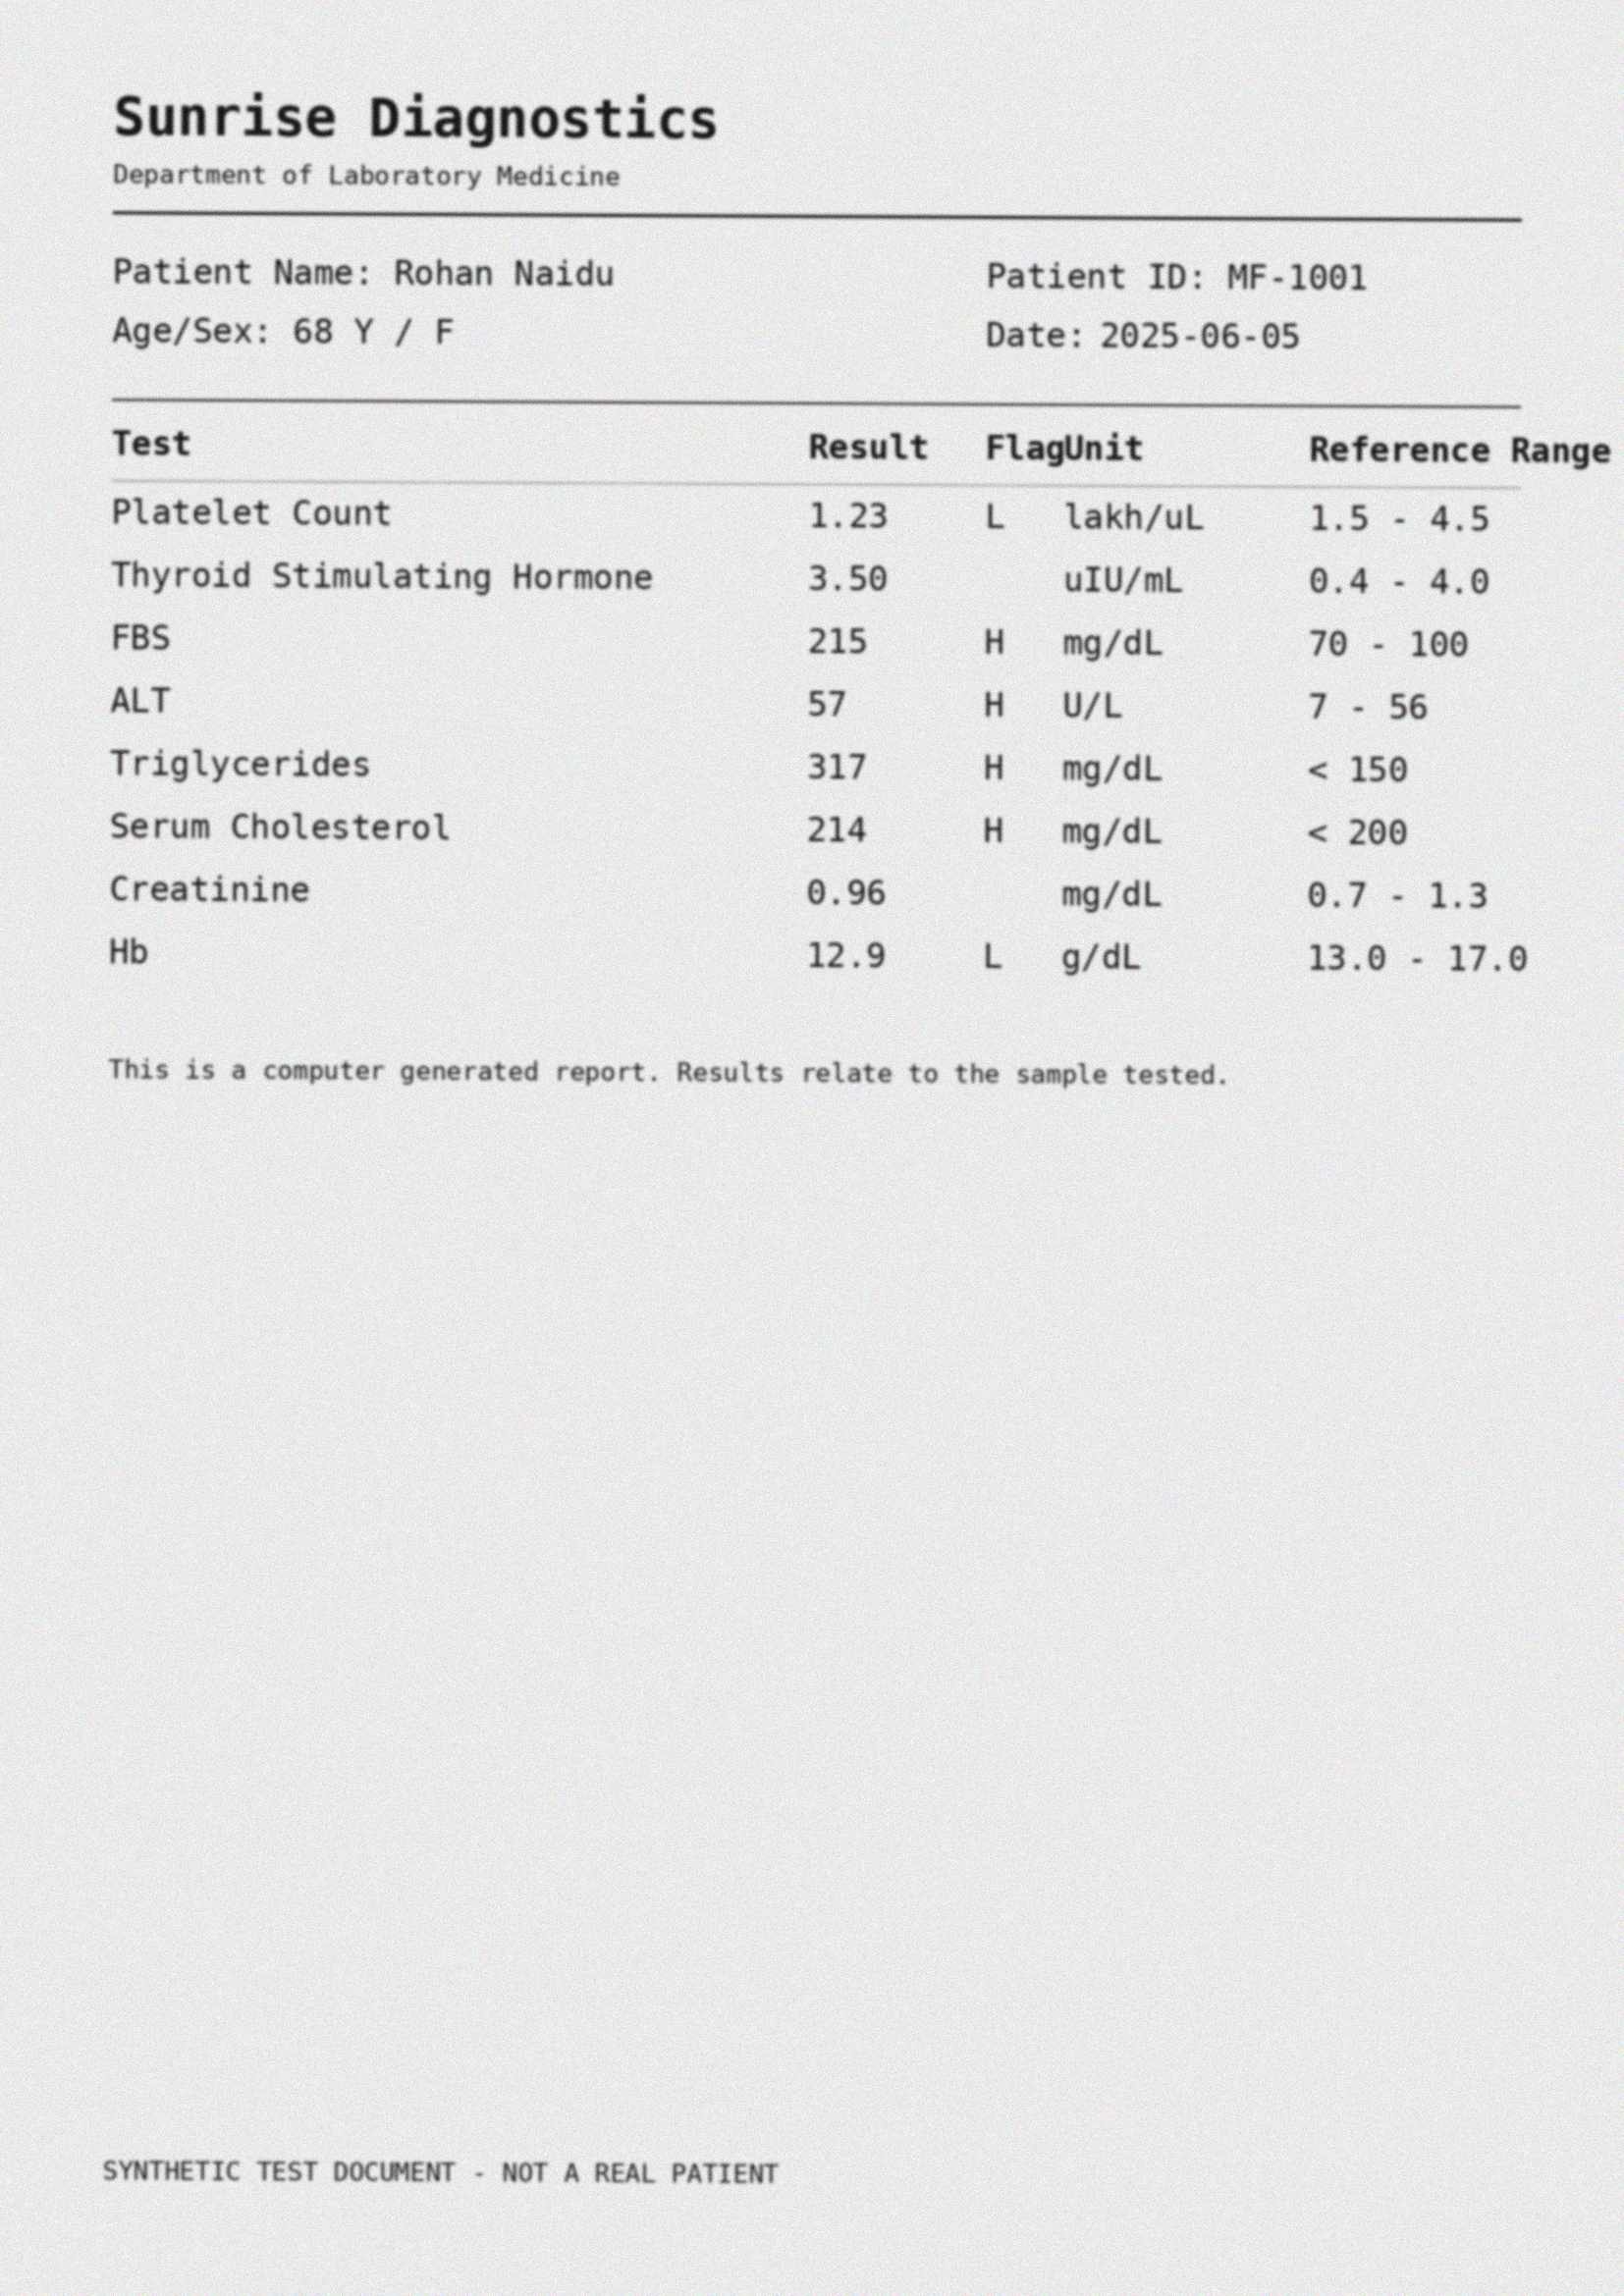 Sunrise Diagnostics
Department of Laboratory Medicine
Patient Name: Rohan Naidu Patient ID: MF-1001
Age/Sex: 68 Y / F Date: 2025-06-05
Test Result Flag Unit Reference Range
Platelet Count 1.23 L lakh/uL 1.5 - 4.5
Thyroid Stimulating Hormone 3.50 uIU/mL 0.4 - 4.0
FBS 215 H mg/dL 70 - 100
ALT 57 H U/L 7 - 56
Triglycerides 317 H mg/dL < 150
Serum Cholesterol 214 H mg/dL < 200
Creatinine 0.96 mg/dL 0.7 - 1.3
Hb 12.9 L g/dL 13.0 - 17.0
This is a computer generated report. Results relate to the sample tested.
SYNTHETIC TEST DOCUMENT - NOT A REAL PATIENT